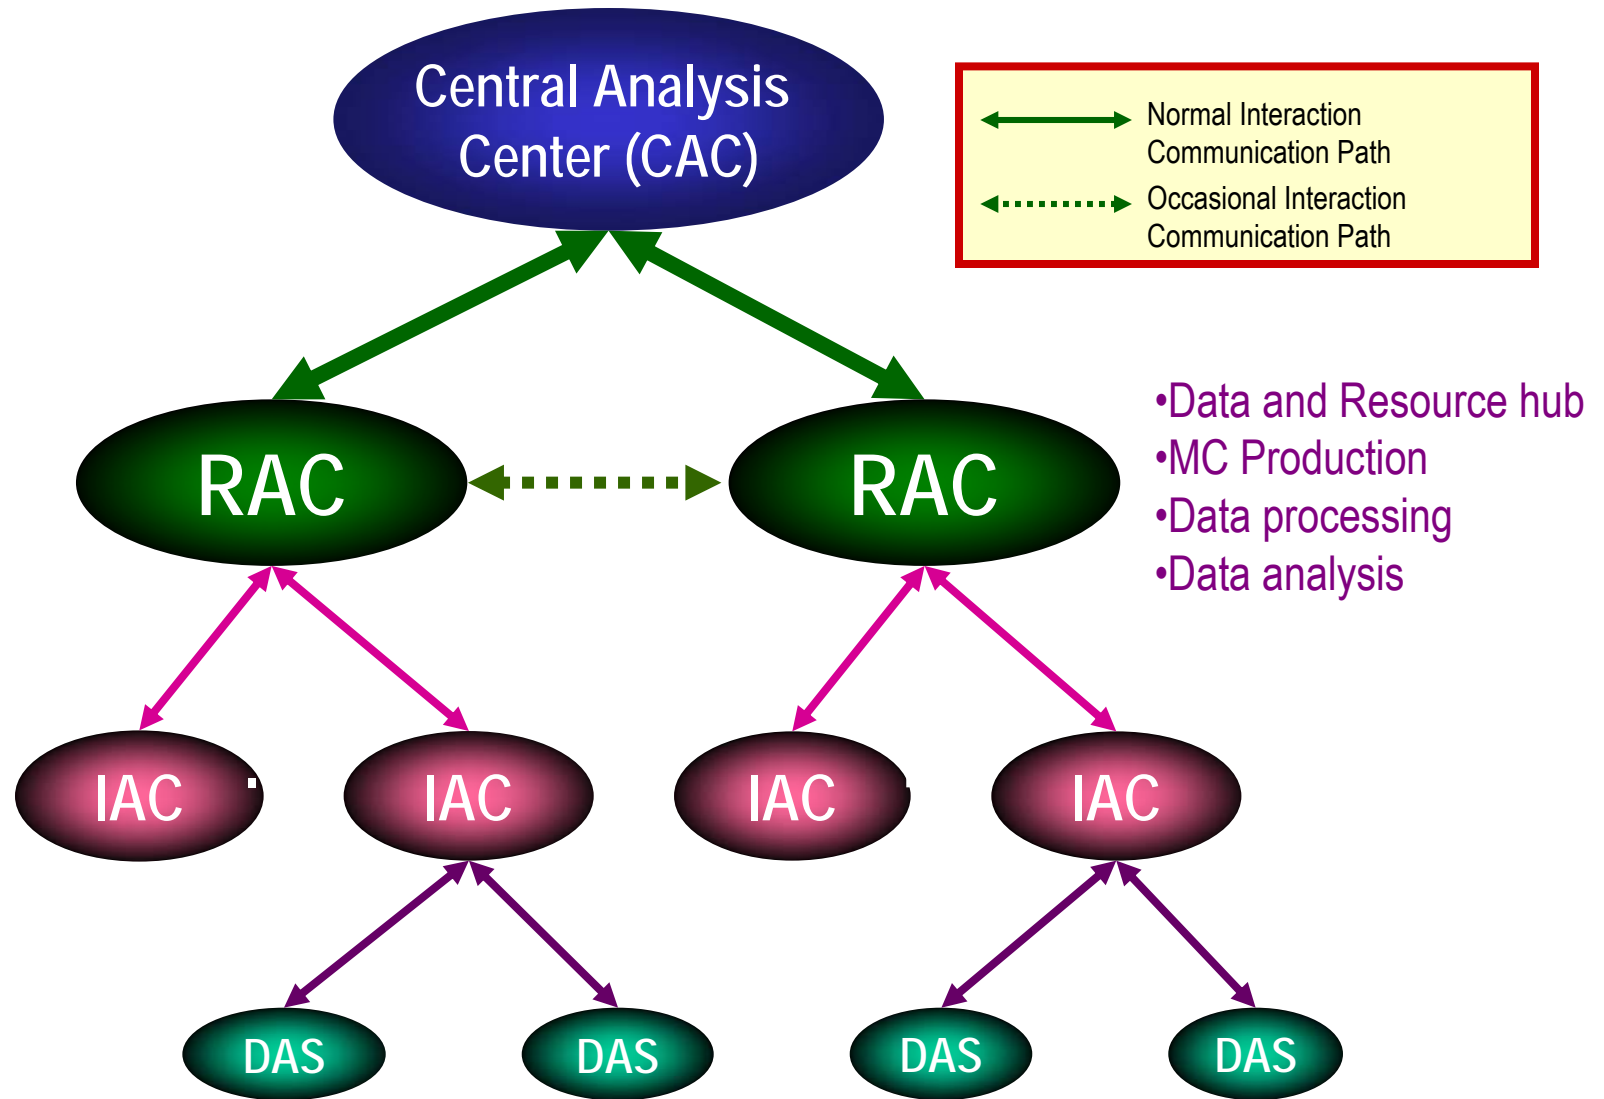 Central Analysis
Center (CAC)
Normal Interaction
Communication Path
Occasional Interaction
Communication Path
RAC
RAC
•Data and Resource hub
•MC Production
•Data processing
•Data analysis
IAC
IAC
IAC
IAC
DAS
DAS
DAS
DAS